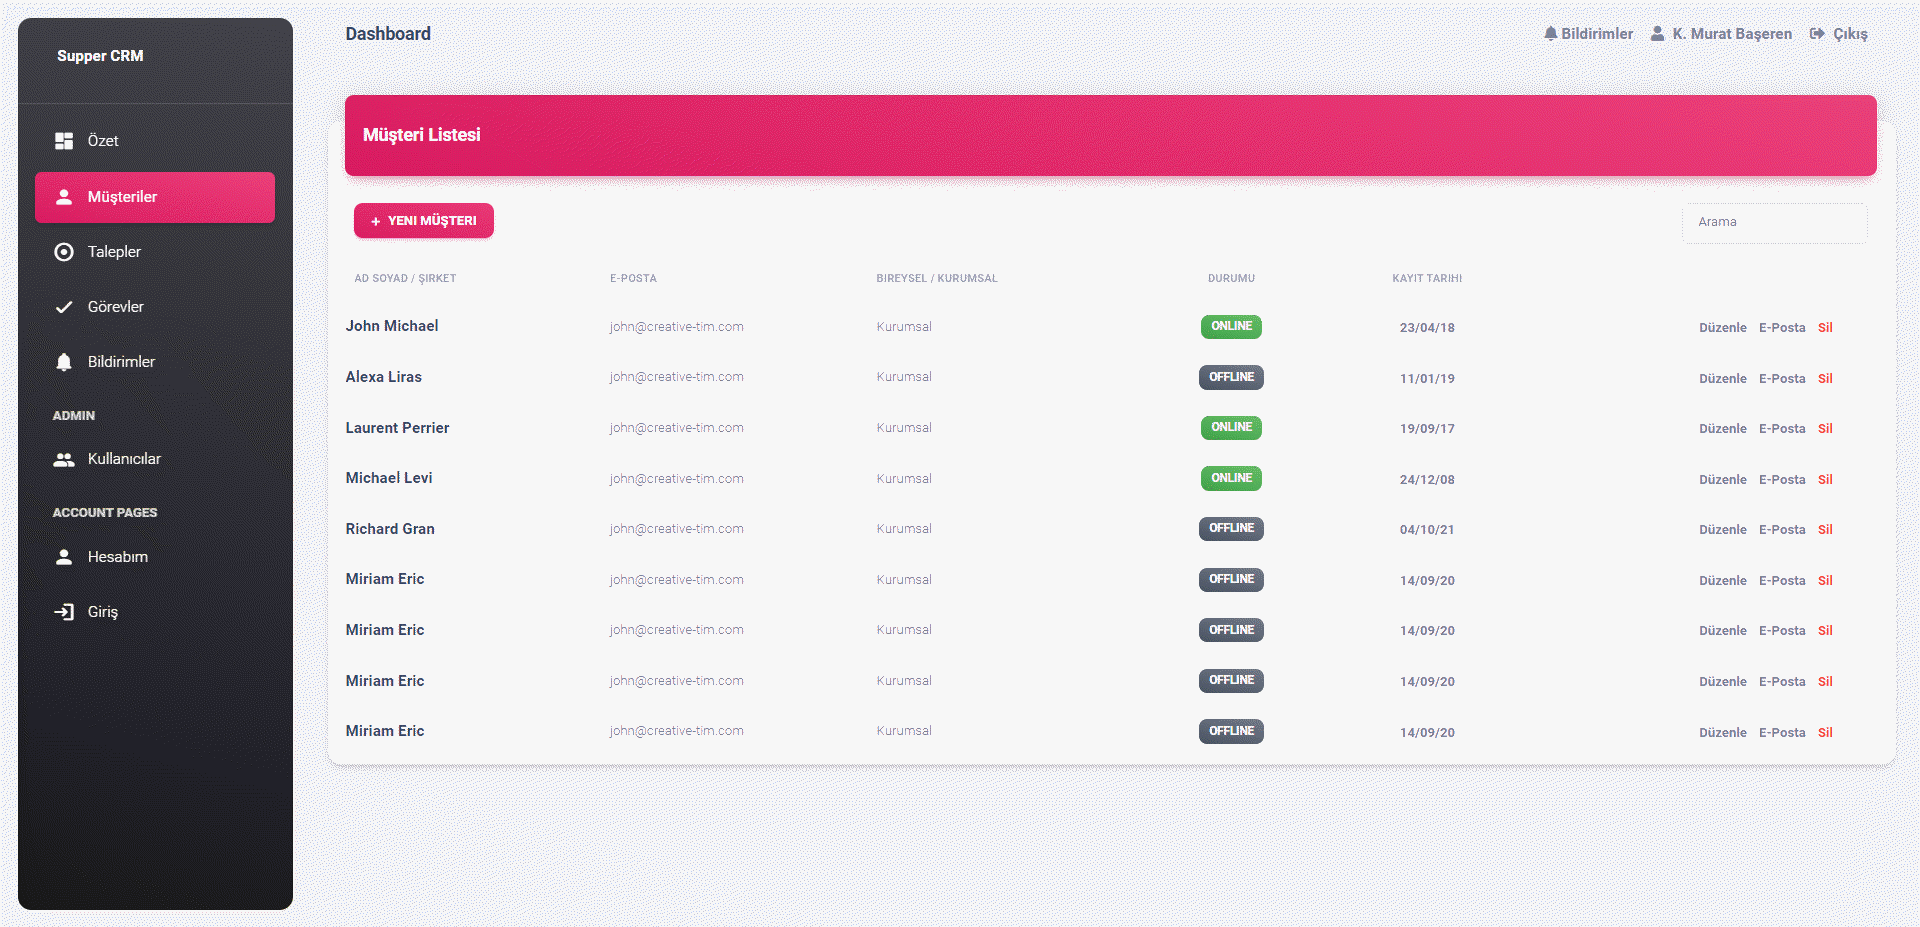 Supper CRM
Özet
Müşteriler
Talepler
Görevler
Bildirimler
ADMIN
Kullanıcılar
ACCOUNT PAGES
Hesabım
Giriş
Dashboard
Bildirimler K. Murat Başeren Çıkış
Müşteri Listesi
+ YENI MÜŞTERI
Arama
AD SOYAD / ŞIRKET E-POSTA BIREYSEL / KURUMSAL DURUMU KAYIT TARIHI
John Michael john@creative-tim.com Kurumsal ONLINE 23/04/18 Düzenle E-Posta Sil
Alexa Liras john@creative-tim.com Kurumsal OFFLINE 11/01/19 Düzenle E-Posta Sil
Laurent Perrier john@creative-tim.com Kurumsal ONLINE 19/09/17 Düzenle E-Posta Sil
Michael Levi john@creative-tim.com Kurumsal ONLINE 24/12/08 Düzenle E-Posta Sil
Richard Gran john@creative-tim.com Kurumsal OFFLINE 04/10/21 Düzenle E-Posta Sil
Miriam Eric john@creative-tim.com Kurumsal OFFLINE 14/09/20 Düzenle E-Posta Sil
Miriam Eric john@creative-tim.com Kurumsal OFFLINE 14/09/20 Düzenle E-Posta Sil
Miriam Eric john@creative-tim.com Kurumsal OFFLINE 14/09/20 Düzenle E-Posta Sil
Miriam Eric john@creative-tim.com Kurumsal OFFLINE 14/09/20 Düzenle E-Posta Sil